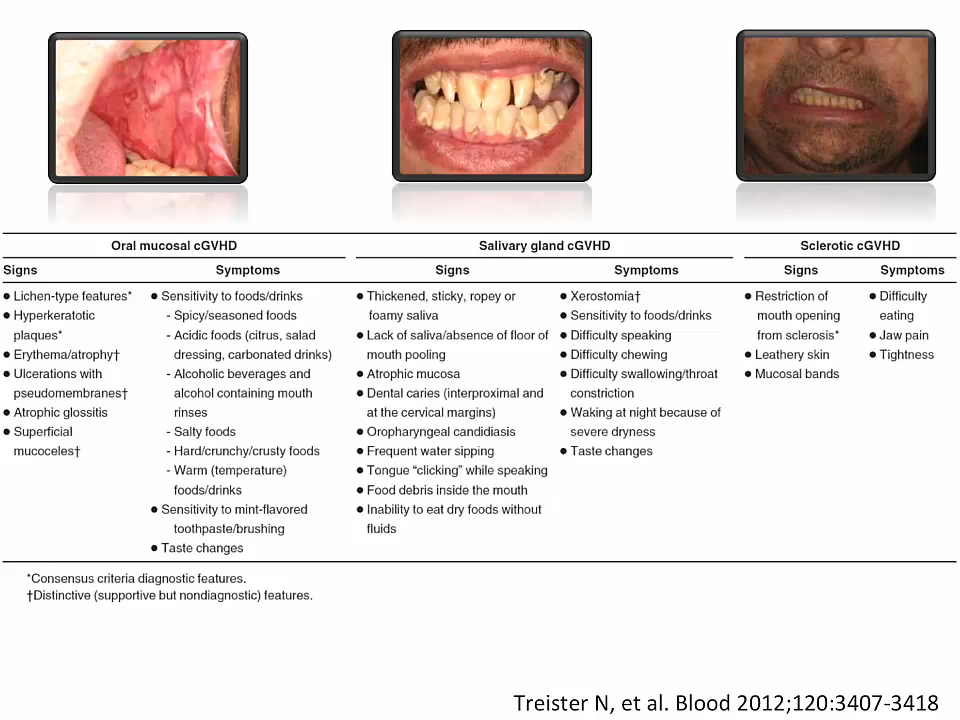 Oral mucosal cGVHD
Signs
Symptoms
● Lichen-type features*
● Hyperkeratotic
plaques*
● Erythema/atrophy†
● Ulcerations with
pseudomembranes†
● Atrophic glossitis
● Superficial
mucoceles†
● Sensitivity to foods/drinks
- Spicy/seasoned foods
- Acidic foods (citrus, salad
dressing, carbonated drinks)
- Alcoholic beverages and
alcohol containing mouth
rinses
- Salty foods
- Hard/crunchy/crusty foods
- Warm (temperature)
foods/drinks
● Sensitivity to mint-flavored
toothpaste/brushing
● Taste changes
Salivary gland cGVHD
Signs
Symptoms
● Thickened, sticky, ropey or
foamy saliva
● Lack of saliva/absence of floor of
mouth pooling
● Atrophic mucosa
● Dental caries (interproximal and
at the cervical margins)
● Oropharyngeal candidiasis
● Frequent water sipping
● Tongue “clicking” while speaking
● Food debris inside the mouth
● Inability to eat dry foods without
fluids
● Xerostomia†
● Sensitivity to foods/drinks
● Difficulty speaking
● Difficulty chewing
● Difficulty swallowing/throat
constriction
● Waking at night because of
severe dryness
● Taste changes
Sclerotic cGVHD
Signs
Symptoms
● Restriction of
mouth opening
from sclerosis*
● Leathery skin
● Mucosal bands
● Difficulty
eating
● Jaw pain
● Tightness
*Consensus criteria diagnostic features.
†Distinctive (supportive but nondiagnostic) features.
Treister N, et al. Blood 2012;120:3407-3418